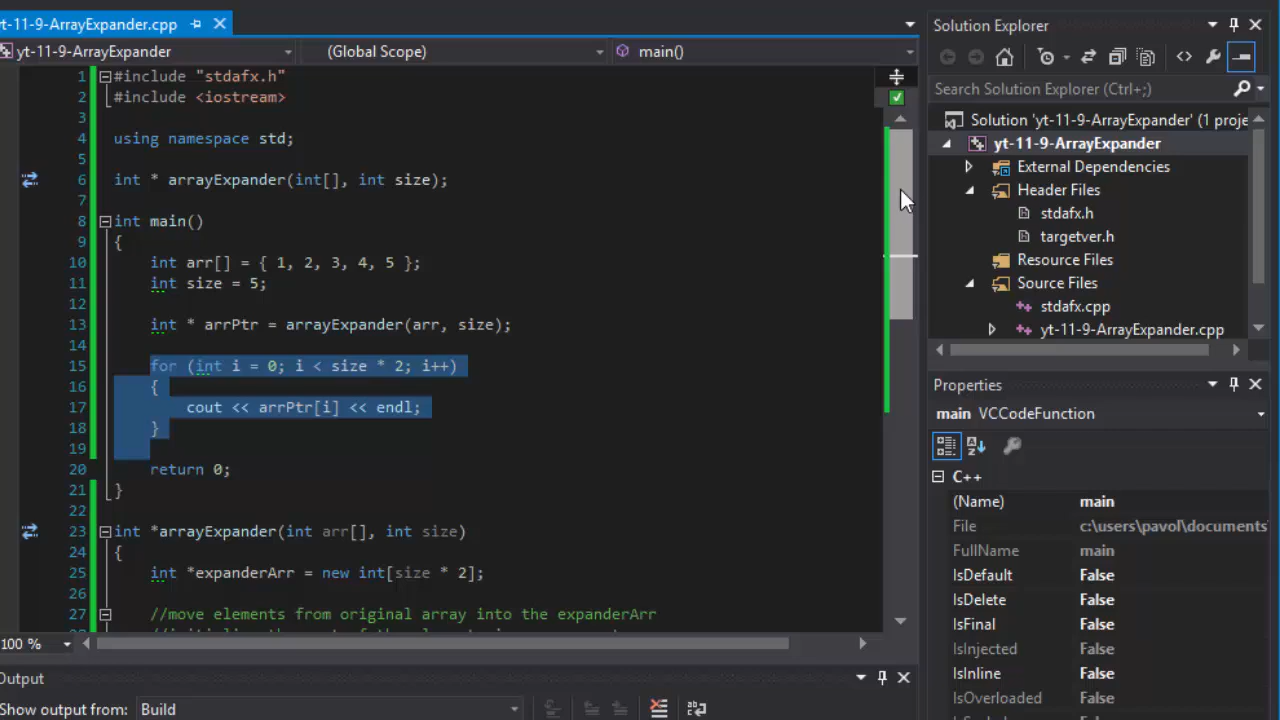 yt-11-9-ArrayExpander.cpp
yt-11-9-ArrayExpander
(Global Scope)
main()
1 #include "stdafx.h"
2 #include <iostream>
3
4 using namespace std;
5
6 int * arrayExpander(int[], int size);
7
8 int main()
9 {
10 int arr[] = { 1, 2, 3, 4, 5 };
11 int size = 5;
12
13 int * arrPtr = arrayExpander(arr, size);
14
15 for (int i = 0; i < size * 2; i++)
16 {
17 cout << arrPtr[i] << endl;
18 }
19
20 return 0;
21 }
22
23 int *arrayExpander(int arr[], int size)
24 {
25 int *expanderArr = new int[size * 2];
26
27 //move elements from original array into the expanderArr
100 %
Output
Show output from: Build
Solution Explorer
Search Solution Explorer (Ctrl+;)
Solution 'yt-11-9-ArrayExpander' (1 proje
yt-11-9-ArrayExpander
External Dependencies
Header Files
stdafx.h
targetver.h
Resource Files
Source Files
stdafx.cpp
yt-11-9-ArrayExpander.cpp
Properties
main VCCodeFunction
C++
(Name) main
File c:\users\pavol\documents
FullName main
IsDefault False
IsDelete False
IsFinal False
IsInjected False
IsInline False
IsOverloaded False